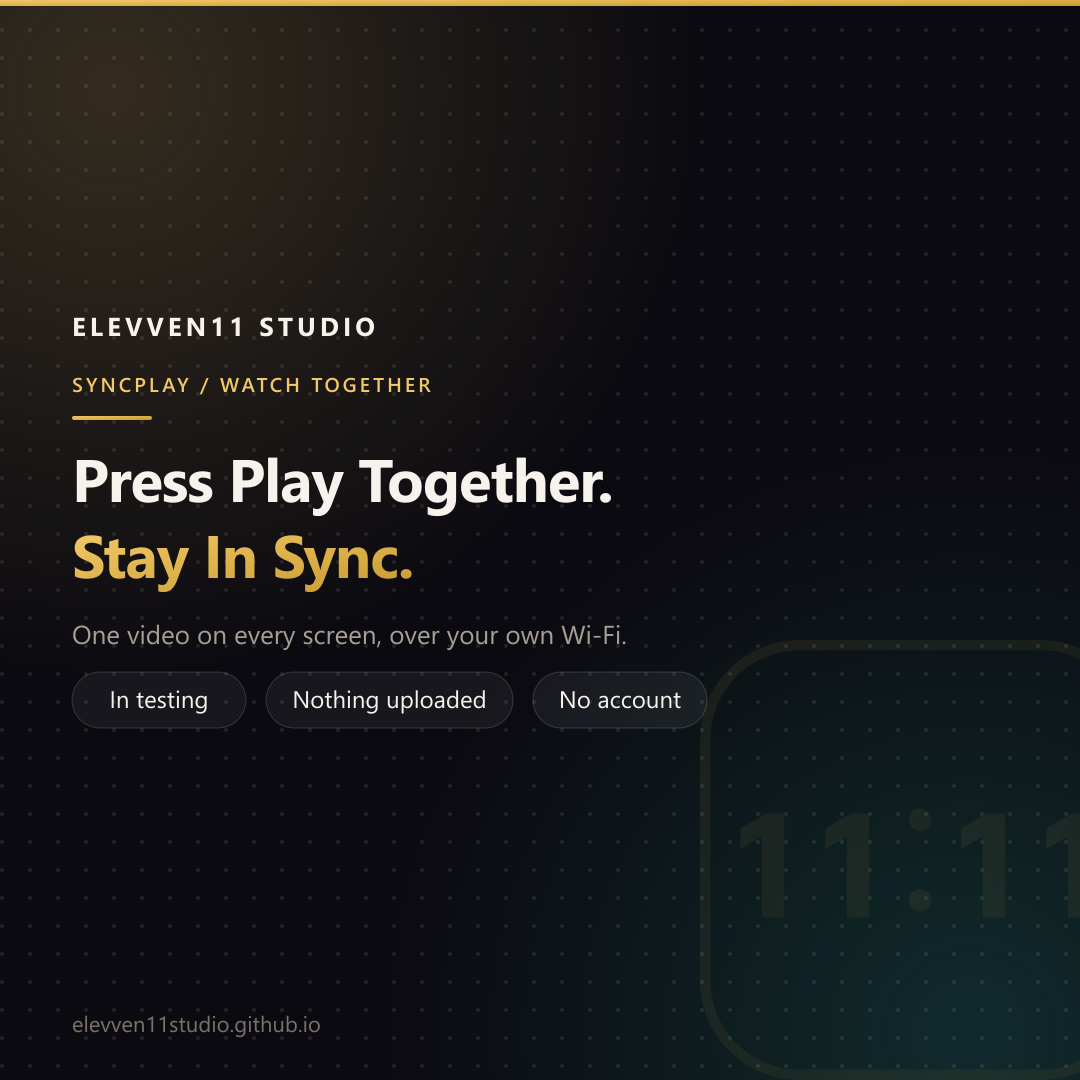 ELEVVEN11 STUDIO
SYNCPLAY / WATCH TOGETHER
Press Play Together.
Stay In Sync.
One video on every screen, over your own Wi-Fi.
In testing
Nothing uploaded
No account
11:11
elevven11studio.github.io